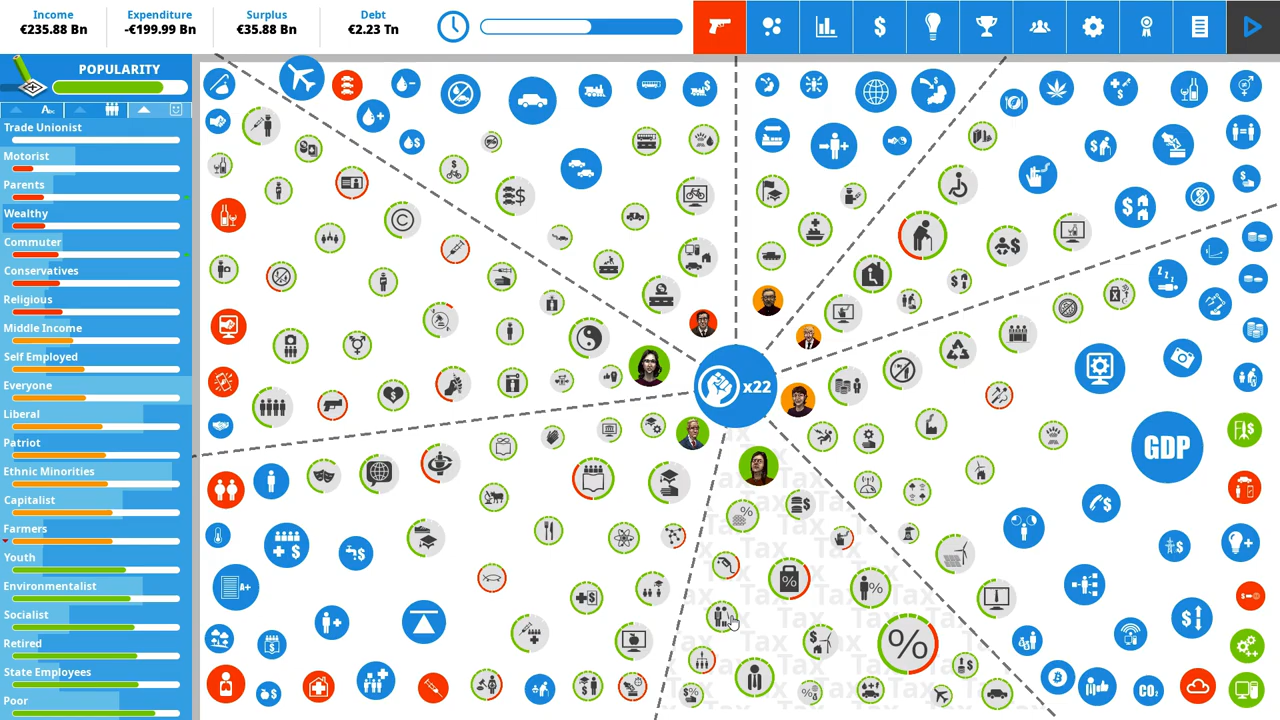 Income
€235.88 Bn
Expenditure
-€199.99 Bn
Surplus
€35.88 Bn
Debt
€2.23 Tn
POPULARITY
Trade Unionist
Motorist
Parents
Wealthy
Commuter
Conservatives
Religious
Middle Income
Self Employed
Everyone
Liberal
Patriot
Ethnic Minorities
Capitalist
Farmers
Youth
Environmentalist
Socialist
Retired
State Employees
Poor
x22
GDP
CO₂
A+
Tax Tax Tax